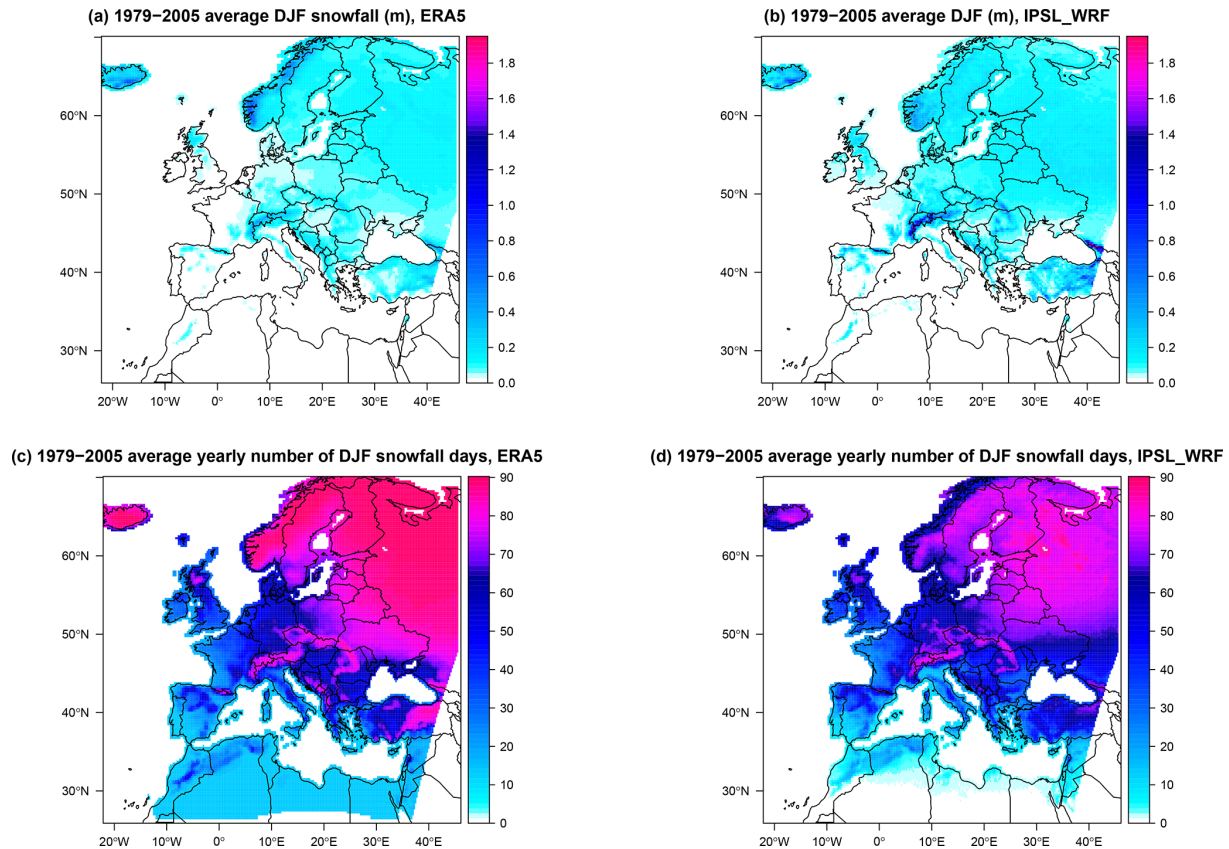 (a) 1979−2005 average DJF snowfall (m), ERA5
60°N
50°N
40°N
30°N
20°W
10°W
0°
10°E
20°E
30°E
40°E
1.8
1.6
1.4
1.2
1.0
0.8
0.6
0.4
0.2
0.0
(b) 1979−2005 average DJF (m), IPSL_WRF
60°N
50°N
40°N
30°N
20°W
10°W
0°
10°E
20°E
30°E
40°E
1.8
1.6
1.4
1.2
1.0
0.8
0.6
0.4
0.2
0.0
(c) 1979−2005 average yearly number of DJF snowfall days, ERA5
60°N
50°N
40°N
30°N
20°W
10°W
0°
10°E
20°E
30°E
40°E
90
80
70
60
50
40
30
20
10
0
(d) 1979−2005 average yearly number of DJF snowfall days, IPSL_WRF
60°N
50°N
40°N
30°N
20°W
10°W
0°
10°E
20°E
30°E
40°E
90
80
70
60
50
40
30
20
10
0